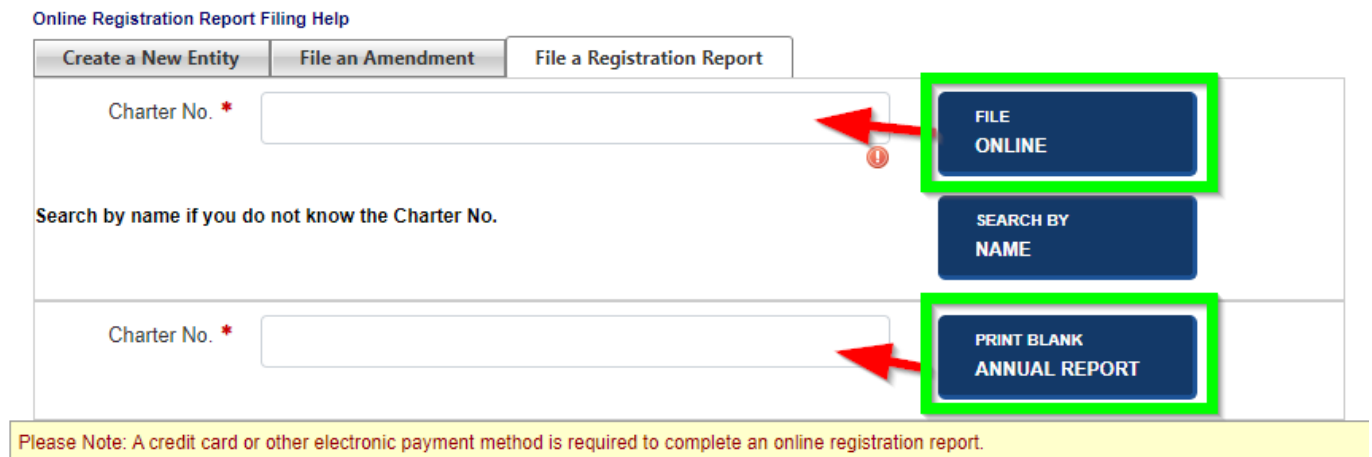 Online Registration Report Filing Help
Create a New Entity
File an Amendment
File a Registration Report
Charter No. *
FILE
ONLINE
Search by name if you do not know the Charter No.
SEARCH BY
NAME
Charter No. *
PRINT BLANK
ANNUAL REPORT
Please Note: A credit card or other electronic payment method is required to complete an online registration report.